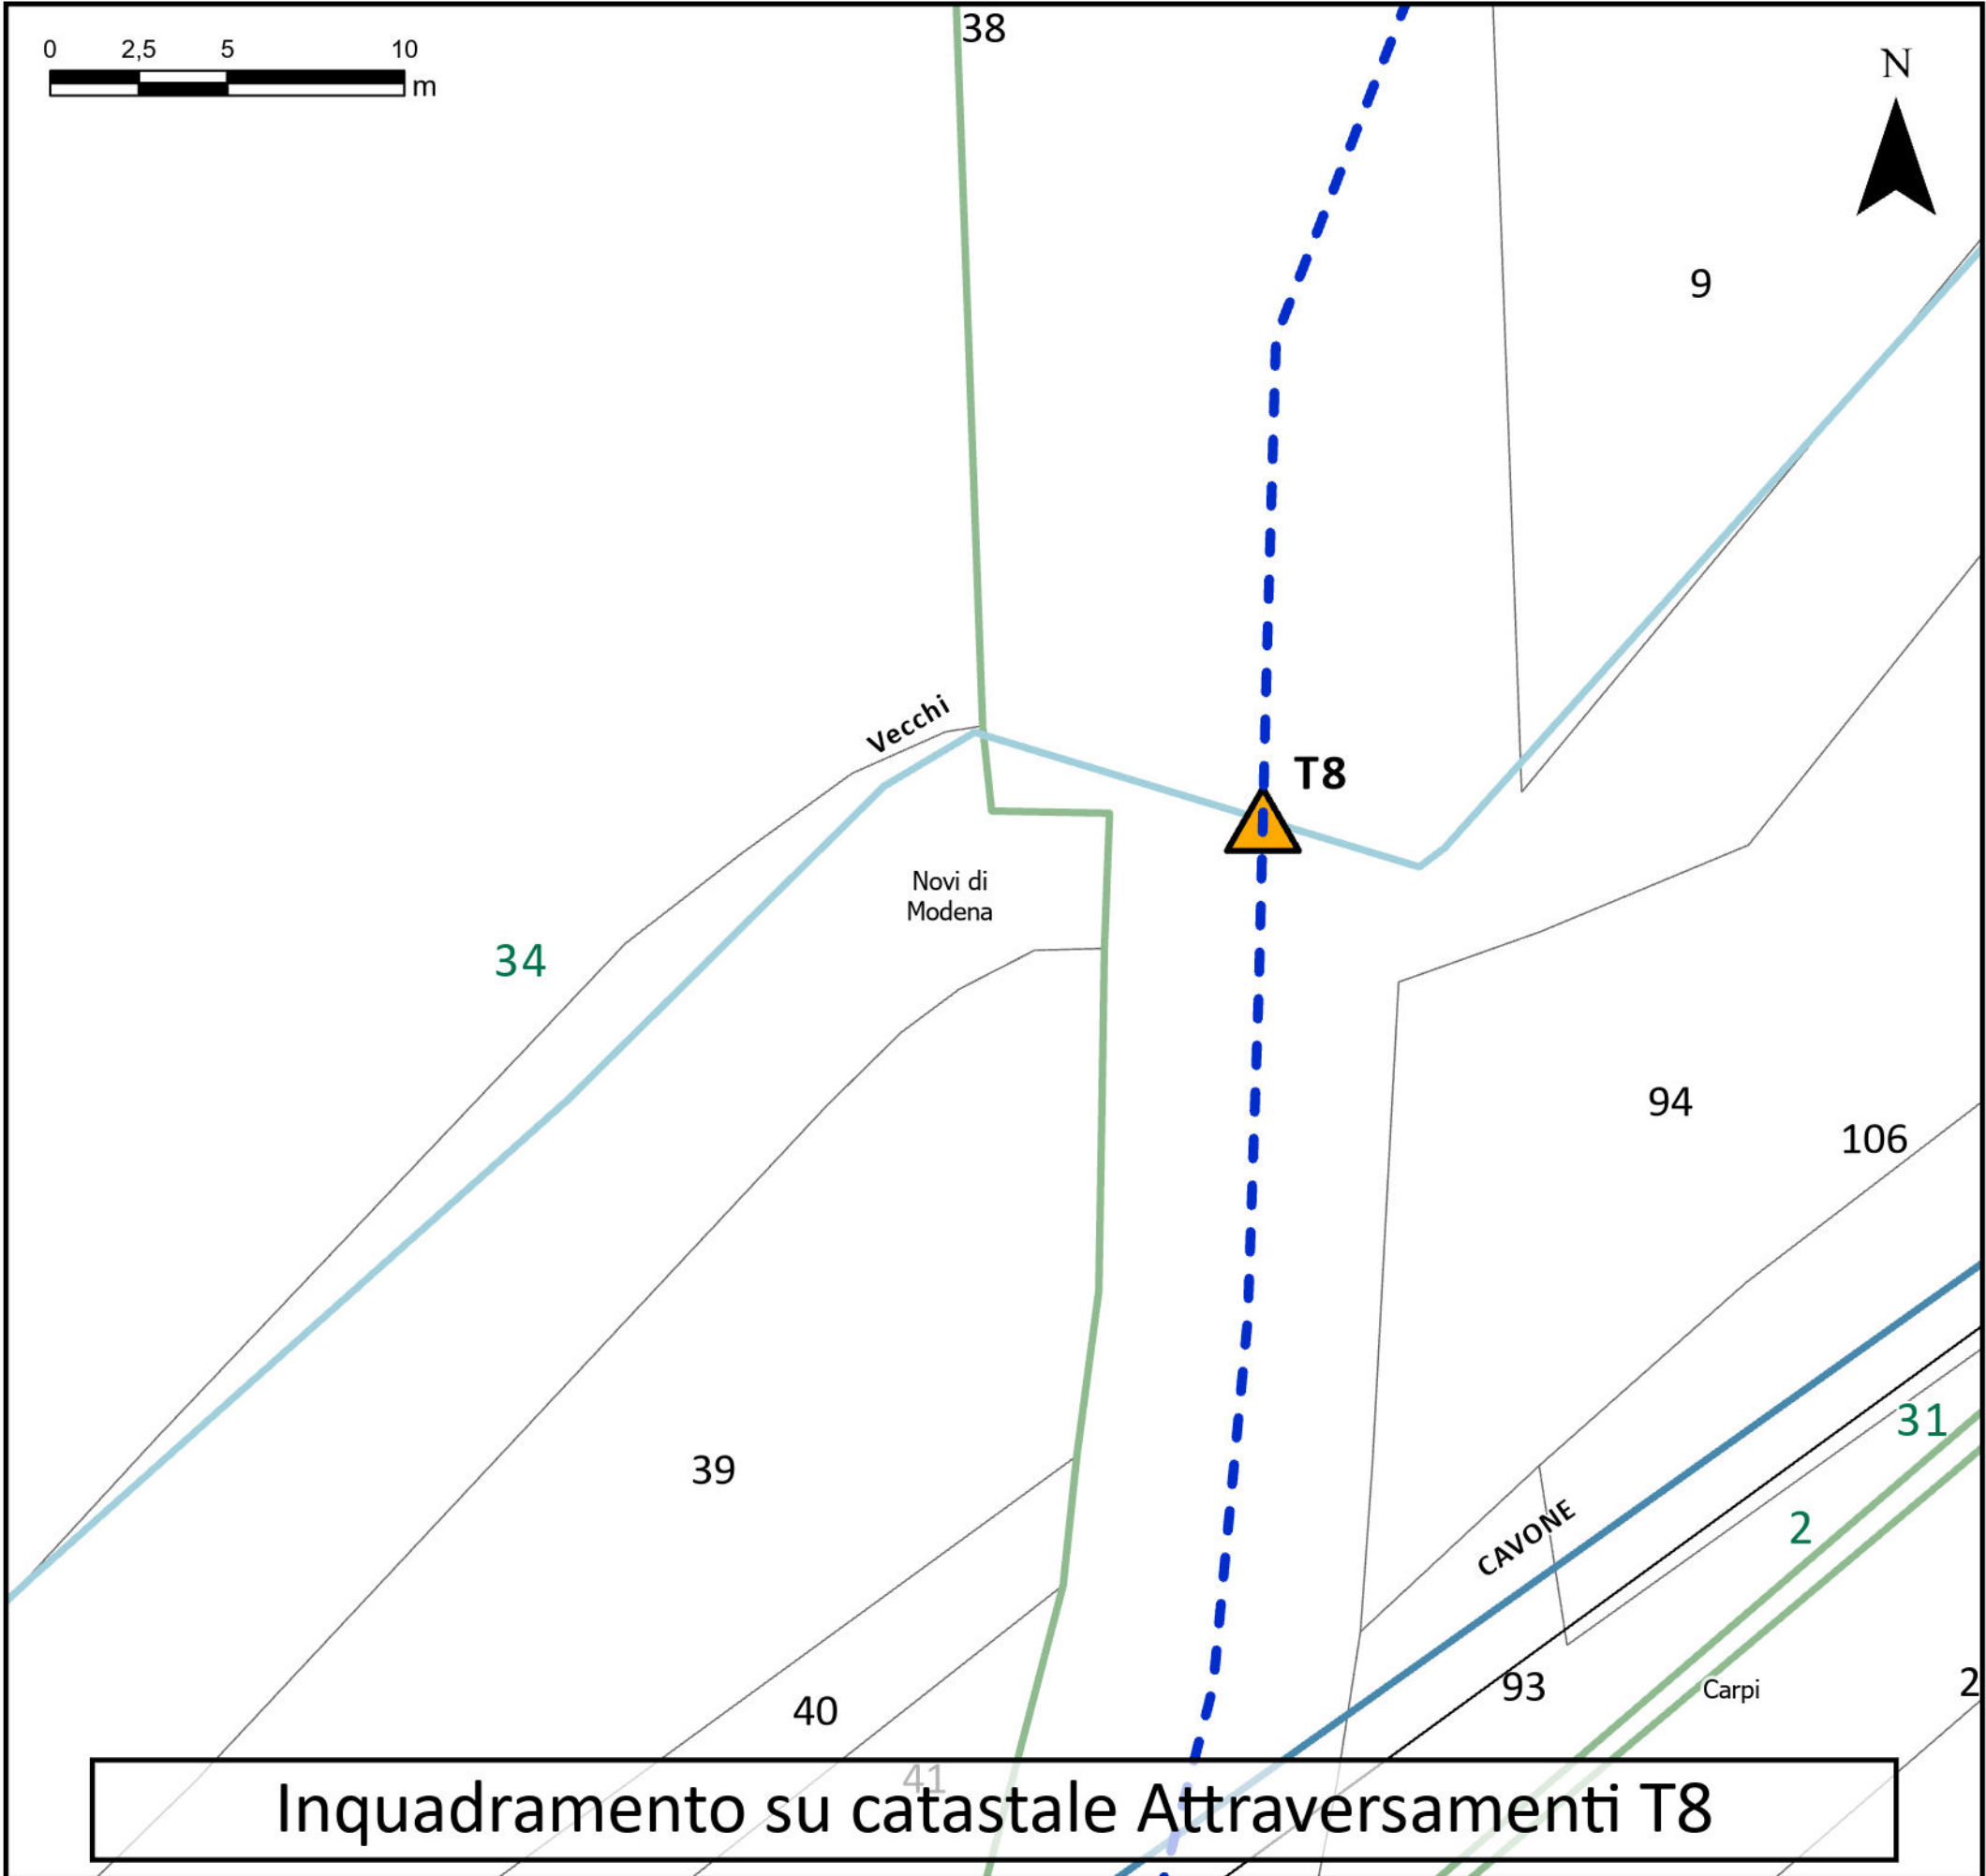 0 2,5 5 10
m
38
N
9
Vecchi
T8
Novi di
Modena
34
94
106
31
39
CAVONE
2
93
Carpi
2
40
41
Inquadramento su catastale Attraversamenti T8